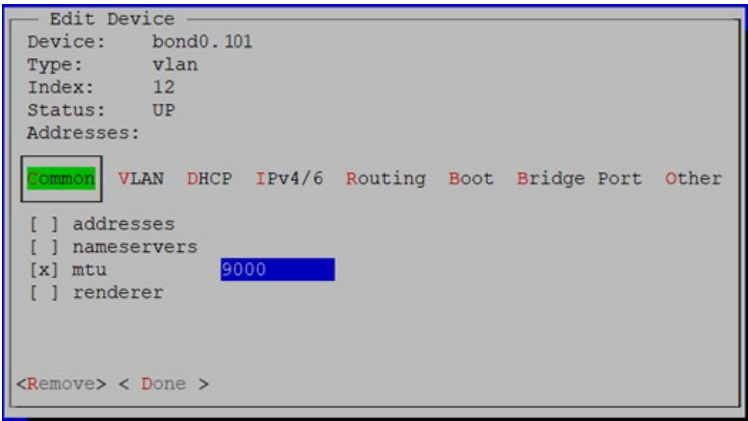 Edit Device
Device: bond0.101
Type: vlan
Index: 12
Status: UP
Addresses:
Common VLAN DHCP IPv4/6 Routing Boot Bridge Port Other
[ ] addresses
[ ] nameservers
[x] mtu 9000
[ ] renderer
<Remove> < Done >